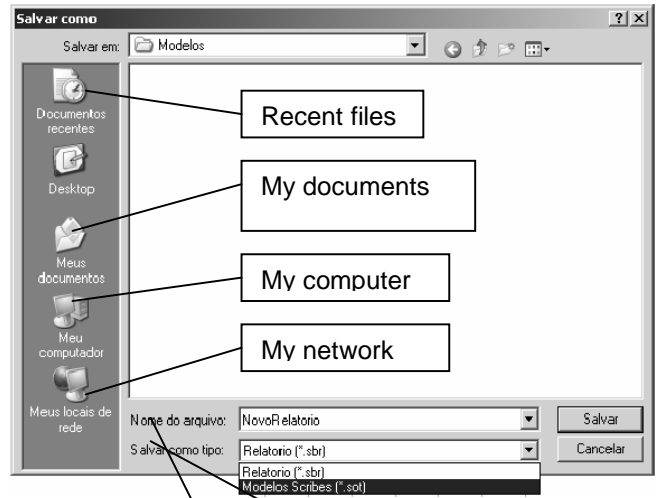 Salvar como
Salvar em: Modelos
Documentos
recentes
Recent files
Desktop
My documents
Meus
documentos
My computer
Meu
computador
My network
Meus locais de
rede
Nome do arquivo: NovoRelatorio Salvar
Salvar como tipo: Relatorio (*.sbr) Cancelar
Relatorio (*.sbr)
Modelos Scribes (*.sot)